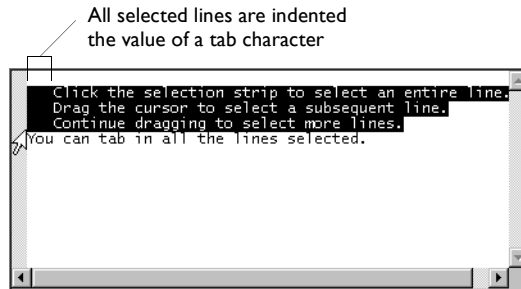 All selected lines are indented
the value of a tab character
Click the selection strip to select an entire line.
Drag the cursor to select a subsequent line.
Continue dragging to select more lines.
You can tab in all the lines selected.